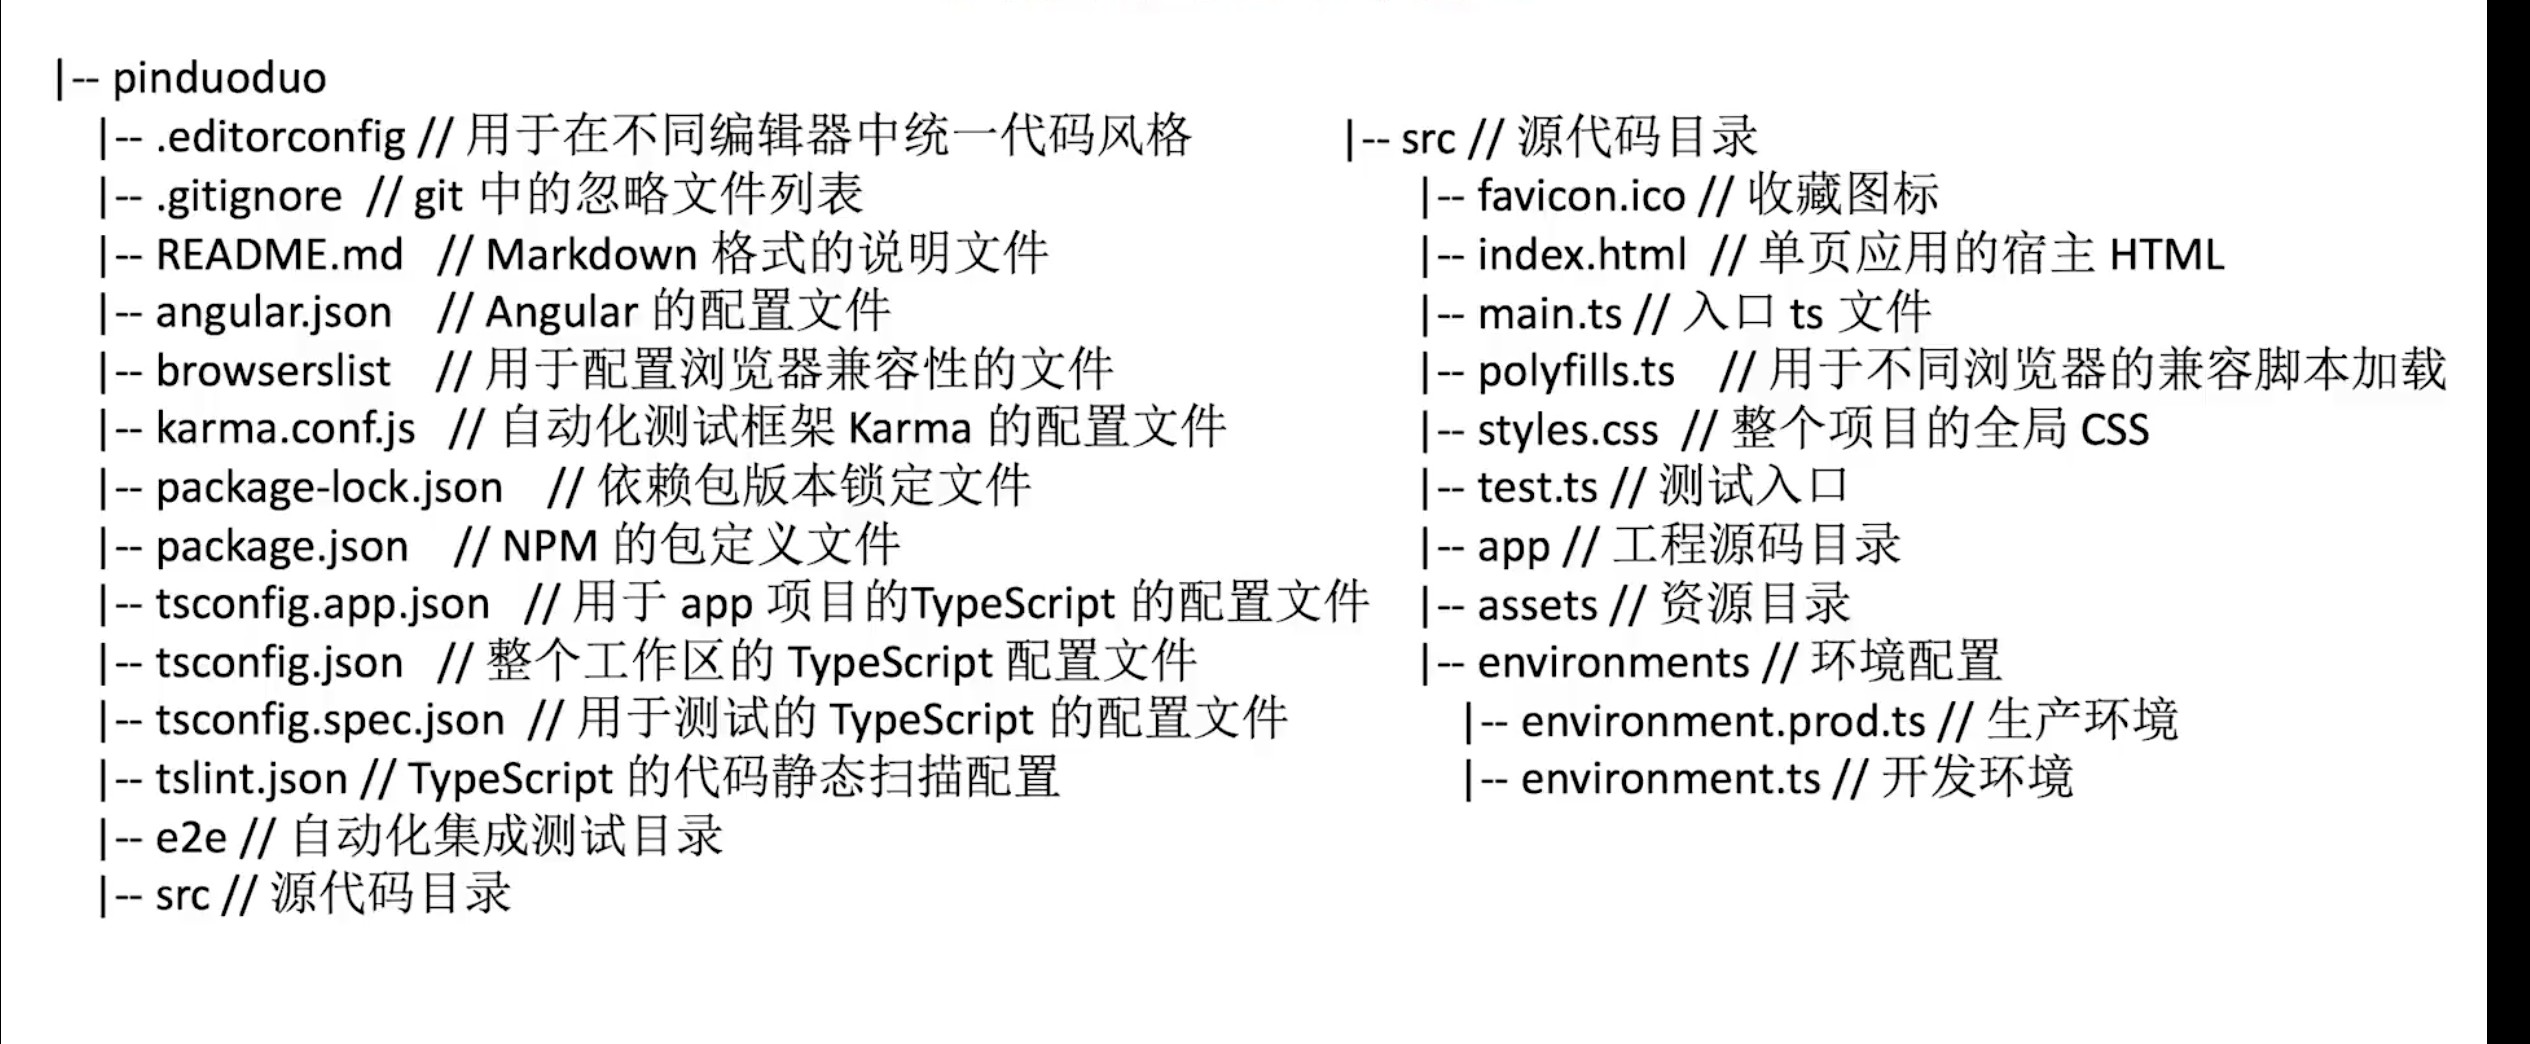 |-- pinduoduo
|-- .editorconfig // 用于在不同编辑器中统一代码风格
|-- .gitignore // git 中的忽略文件列表
|-- README.md // Markdown 格式的说明文件
|-- angular.json // Angular 的配置文件
|-- browserslist // 用于配置浏览器兼容性的文件
|-- karma.conf.js // 自动化测试框架 Karma 的配置文件
|-- package-lock.json // 依赖包版本锁定文件
|-- package.json // NPM 的包定义文件
|-- tsconfig.app.json // 用于 app 项目的TypeScript 的配置文件
|-- tsconfig.json // 整个工作区的 TypeScript 配置文件
|-- tsconfig.spec.json // 用于测试的 TypeScript 的配置文件
|-- tslint.json // TypeScript 的代码静态扫描配置
|-- e2e // 自动化集成测试目录
|-- src // 源代码目录
|-- src // 源代码目录
|-- favicon.ico // 收藏图标
|-- index.html // 单页应用的宿主 HTML
|-- main.ts // 入口 ts 文件
|-- polyfills.ts // 用于不同浏览器的兼容脚本加载
|-- styles.css // 整个项目的全局 CSS
|-- test.ts // 测试入口
|-- app // 工程源码目录
|-- assets // 资源目录
|-- environments // 环境配置
|-- environment.prod.ts // 生产环境
|-- environment.ts // 开发环境